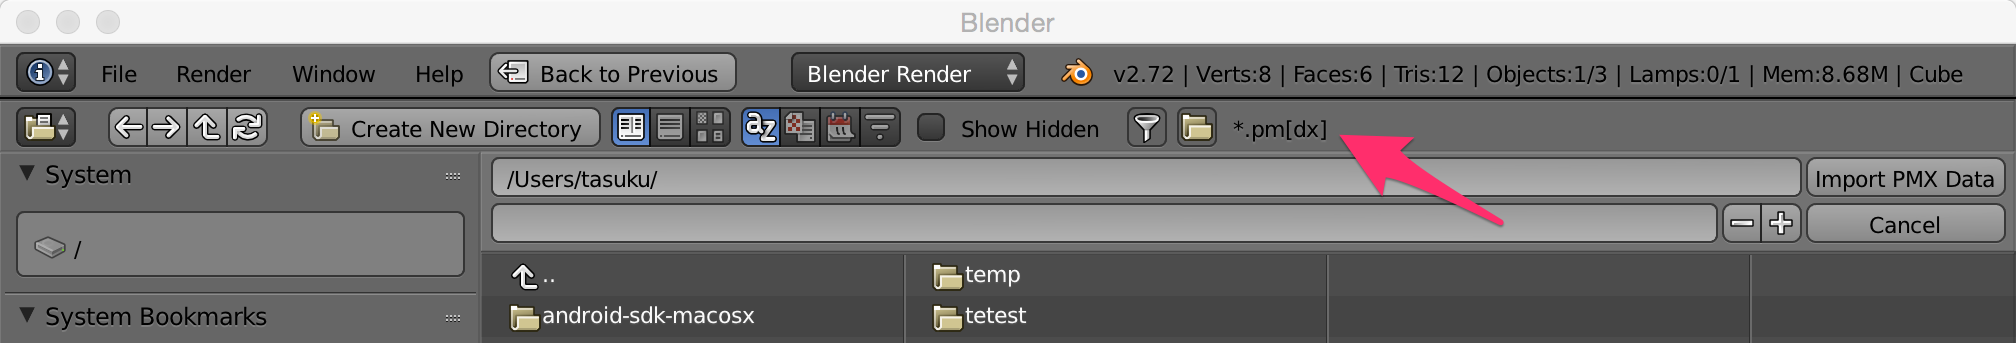 Blender
File Render Window Help Back to Previous Blender Render v2.72 | Verts:8 | Faces:6 | Tris:12 | Objects:1/3 | Lamps:0/1 | Mem:8.68M | Cube
Create New Directory Show Hidden *.pm[dx]
System
/Users/tasuku/ Import PMX Data
/
Cancel
.. temp
System Bookmarks
android-sdk-macosx tetest